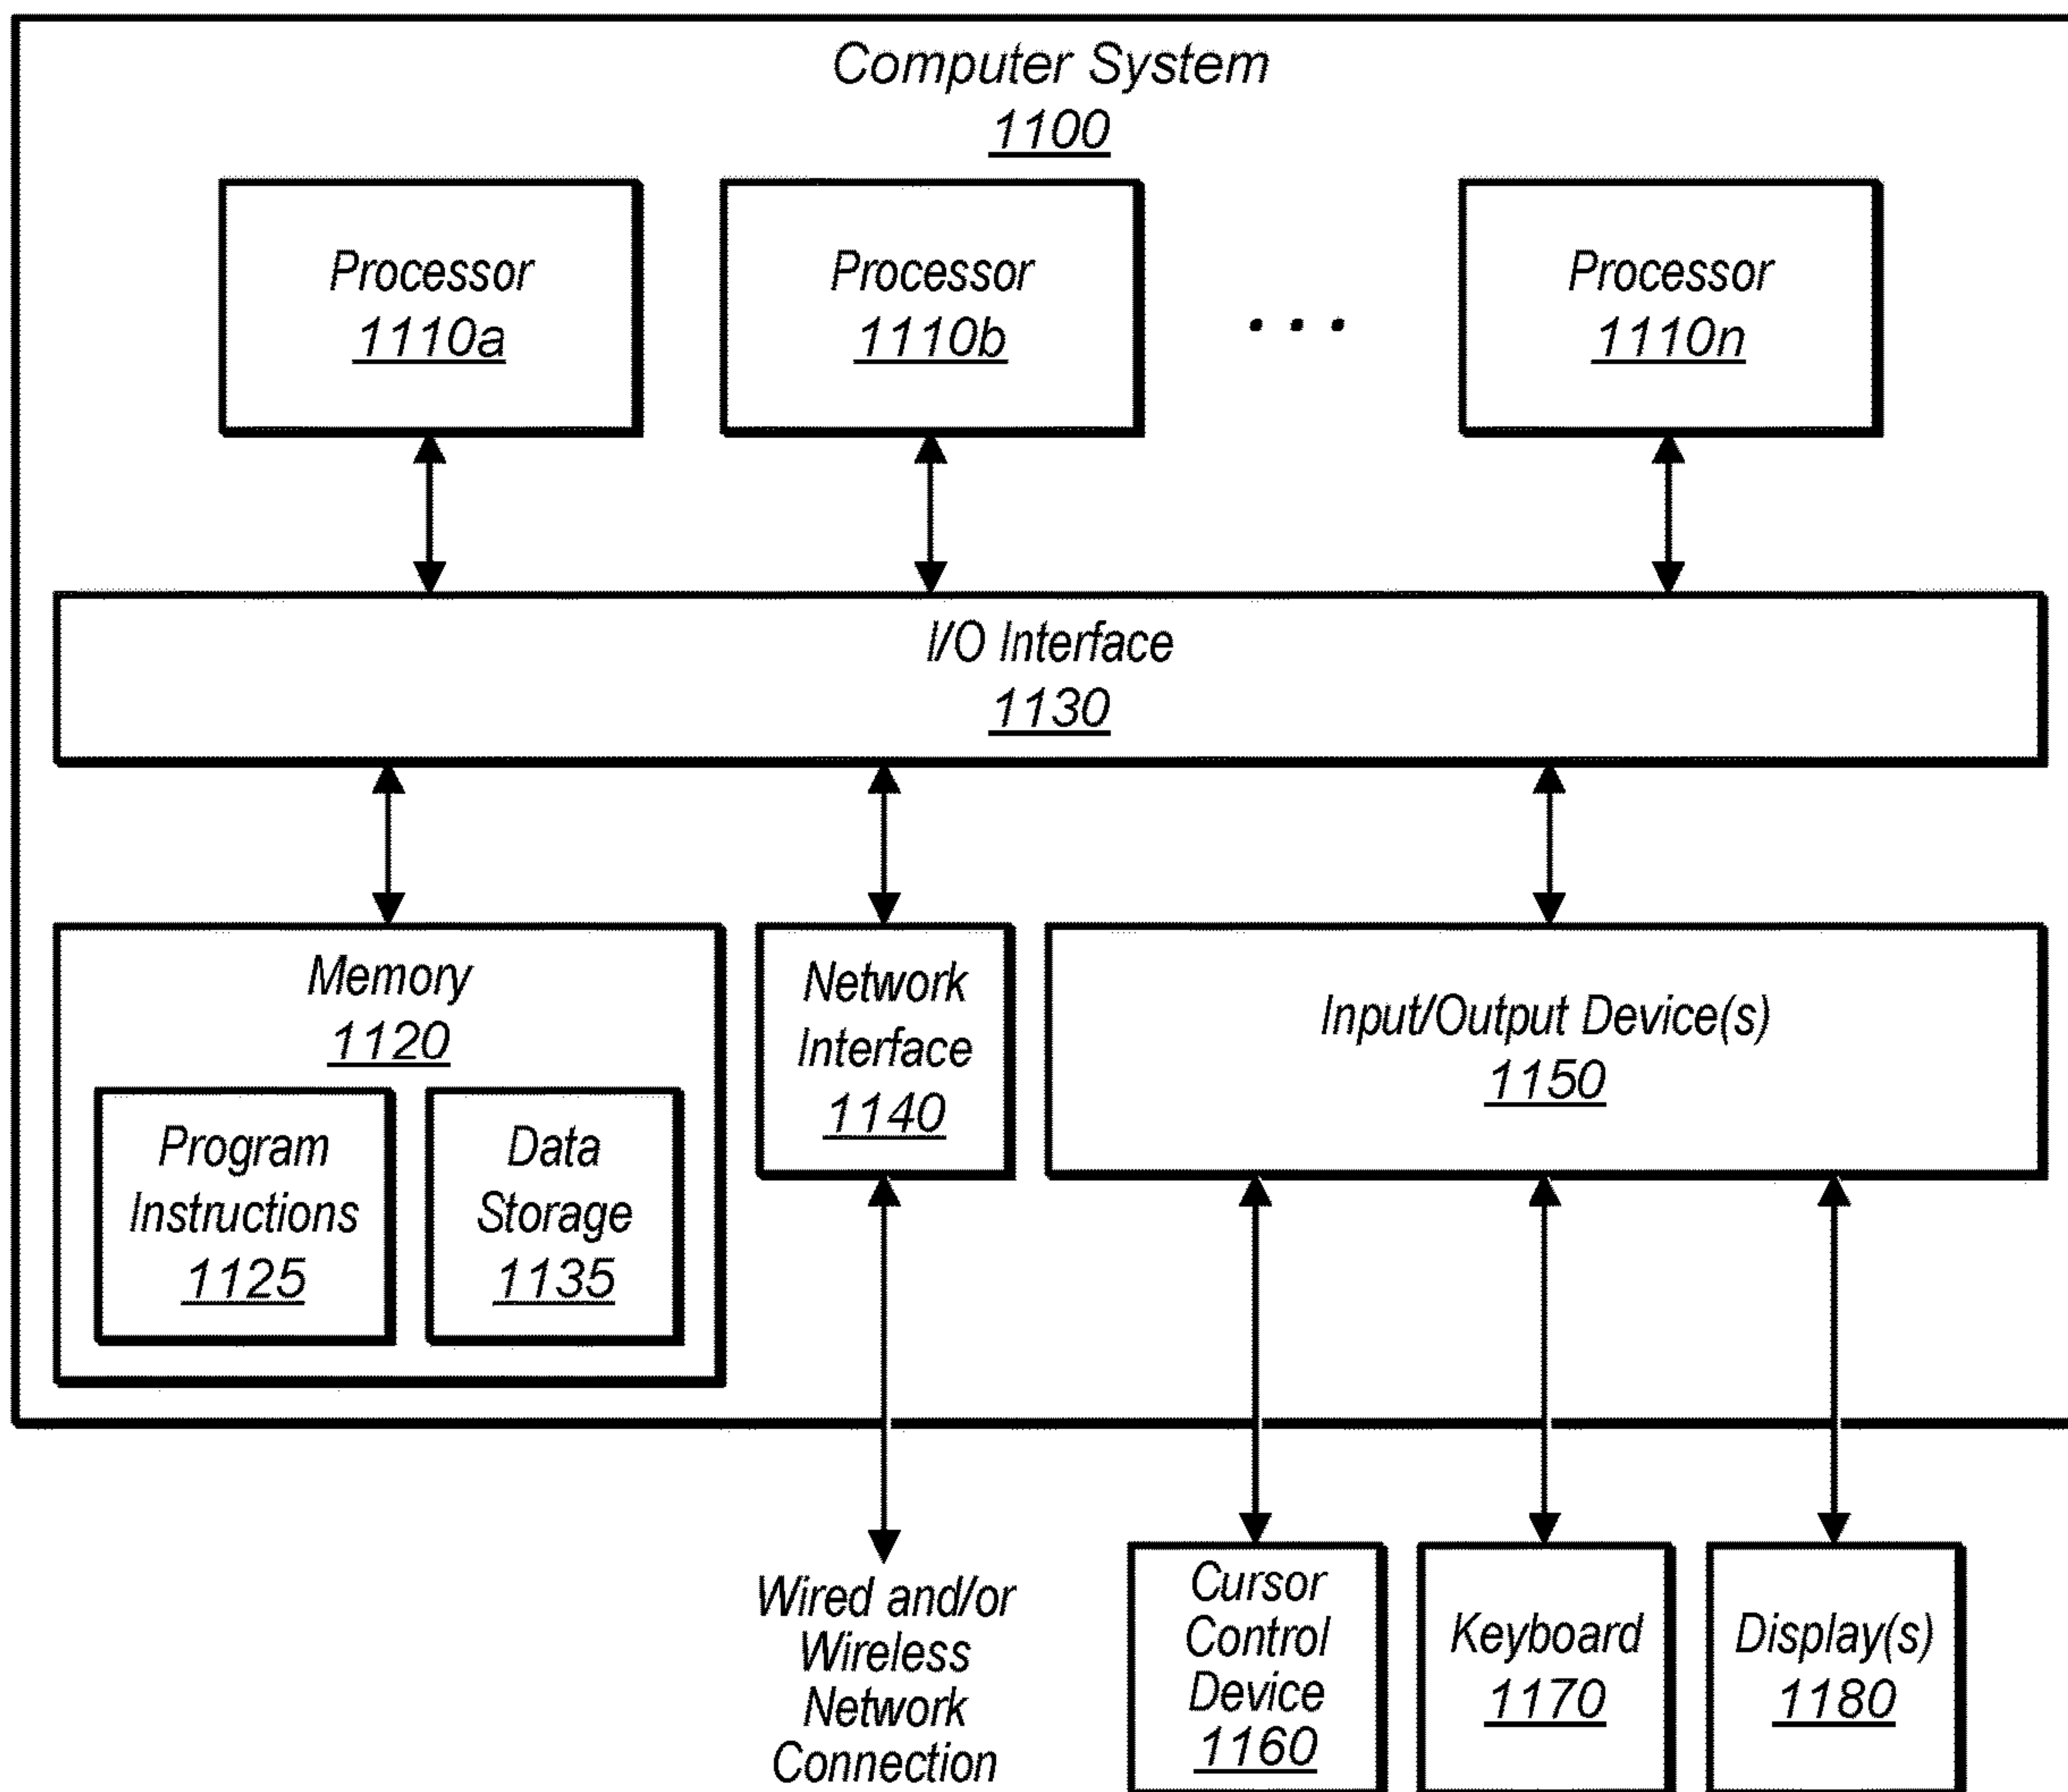 Computer System
1100
Processor
1110a
Processor
1110b
...
Processor
1110n
I/O Interface
1130
Memory
1120
Program
Instructions
1125
Data
Storage
1135
Network
Interface
1140
Input/Output Device(s)
1150
Wired and/or
Wireless
Network
Connection
Cursor
Control
Device
1160
Keyboard
1170
Display(s)
1180